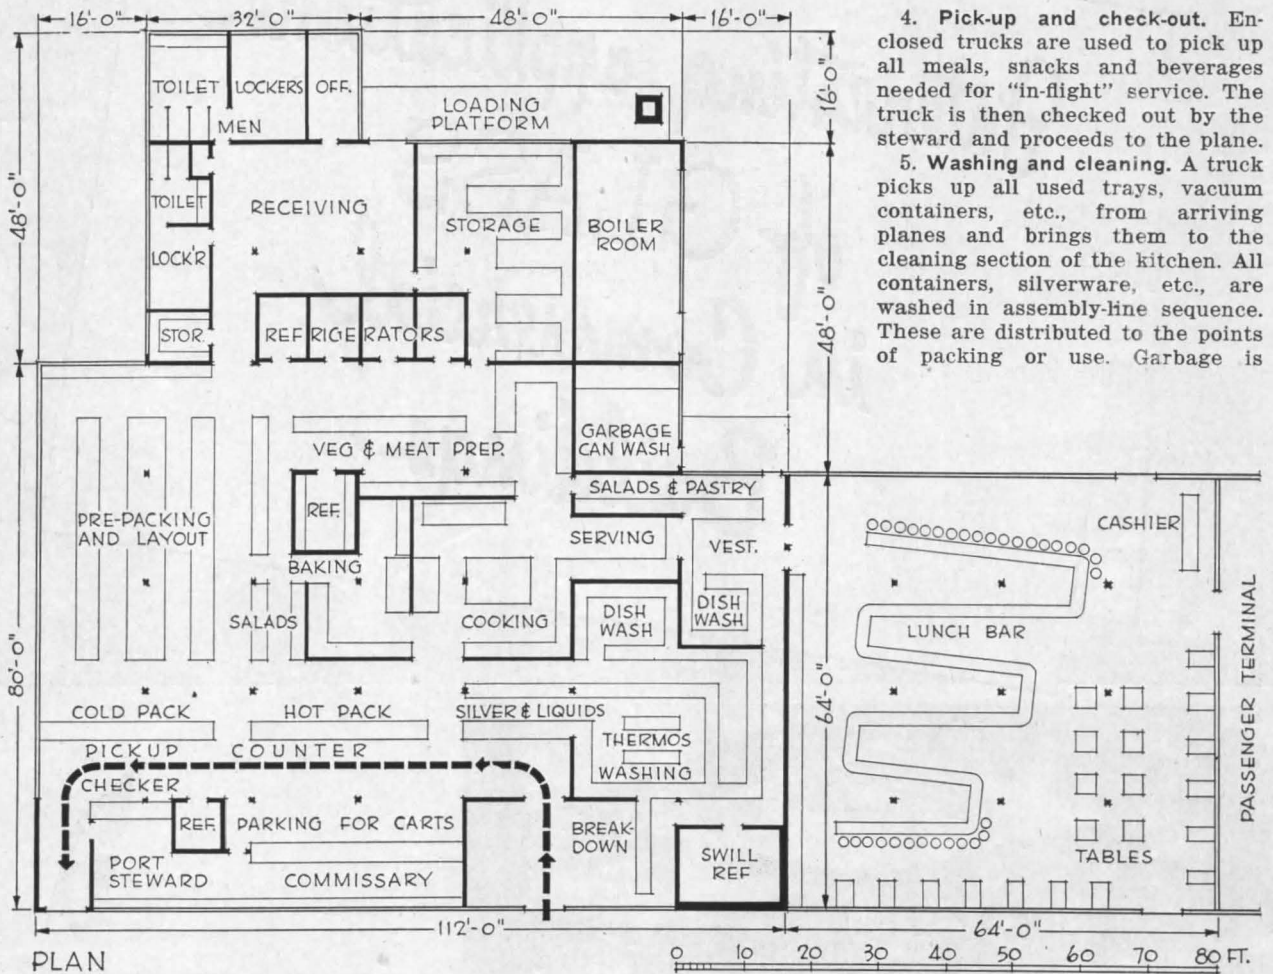 16'-0"
32'-0"
48'-0"
16'-0"
4. Pick-up and check-out. En-
closed trucks are used to pick up
all meals, snacks and beverages
needed for “in-flight” service. The
truck is then checked out by the
steward and proceeds to the plane.
5. Washing and cleaning. A truck
picks up all used trays, vacuum
containers, etc., from arriving
planes and brings them to the
cleaning section of the kitchen. All
containers, silverware, etc., are
washed in assembly-line sequence.
These are distributed to the points
of packing or use. Garbage is
TOILET
LOCKERS
OFF.
MEN
LOADING
PLATFORM
16'-0"
48'-0"
TOILET
RECEIVING
STORAGE
BOILER
ROOM
LOCK'R
STOR.
REFRIGERATORS
48'-0"
VEG & MEAT PREP.
GARBAGE
CAN WASH
PRE-PACKING
AND LAYOUT
REF.
BAKING
SALADS & PASTRY
SERVING
VEST.
CASHIER
SALADS
COOKING
DISH
WASH
DISH
WASH
LUNCH BAR
80'-0"
64'-0"
PASSENGER TERMINAL
COLD PACK
HOT PACK
SILVER & LIQUIDS
THERMOS
WASHING
PICKUP COUNTER
CHECKER
REF.
PARKING FOR CARTS
BREAK-
DOWN
SWILL
REF
TABLES
PORT
STEWARD
COMMISSARY
112'-0"
64'-0"
PLAN
0 10 20 30 40 50 60 70 80 FT.